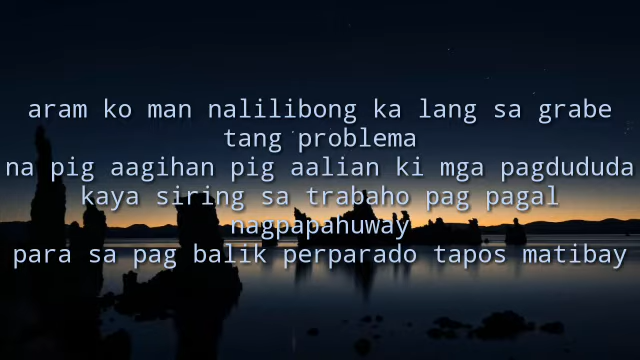 aram ko man nalilibong ka lang sa grabe
tang problema
na pig aagihan pig aalian ki mga pagdududa
kaya siring sa trabaho pag pagal
nagpapahuway
para sa pag balik perparado tapos matibay